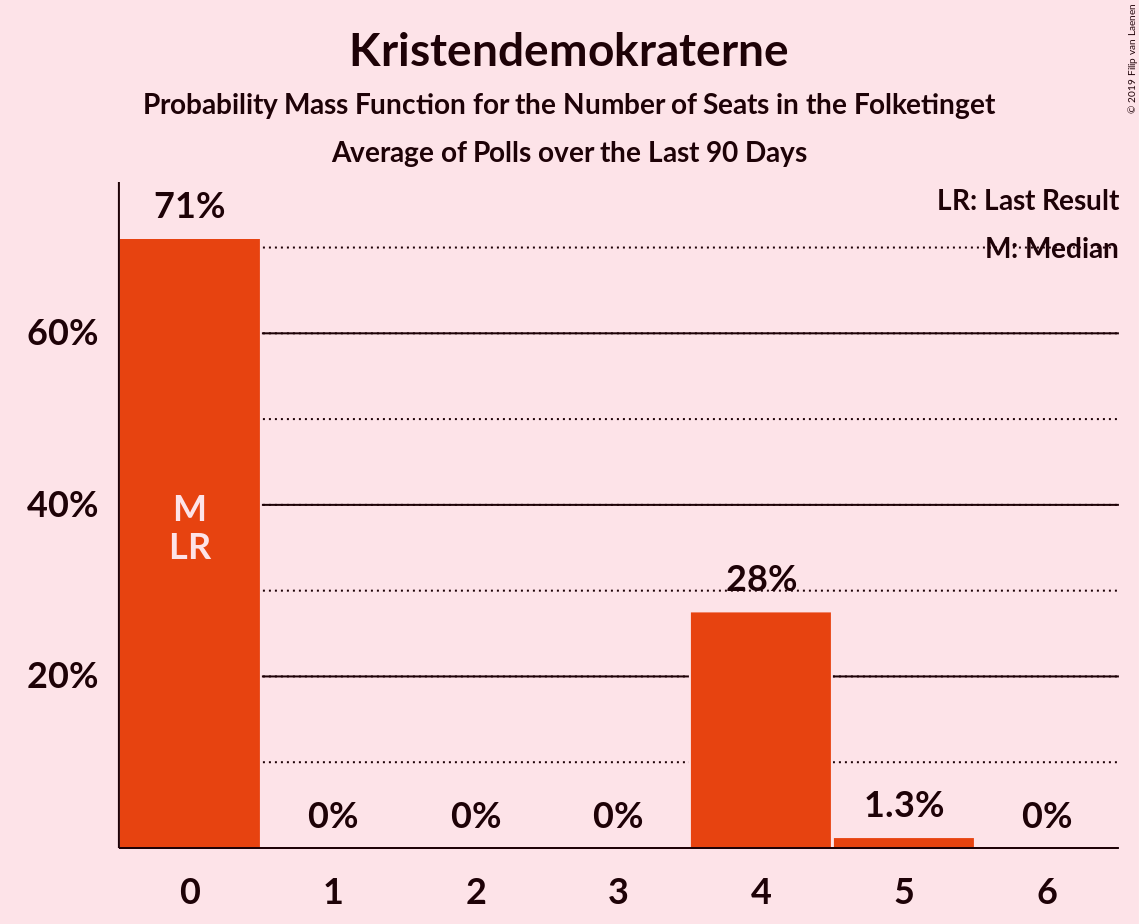 Kristendemokraterne
Probability Mass Function for the Number of Seats in the Folketinget
Average of Polls over the Last 90 Days
© 2019 Filip van Laenen
LR: Last Result
M: Median
71%
60%
40%
20%
M
LR
28%
0%
0%
0%
1.3%
0%
0
1
2
3
4
5
6